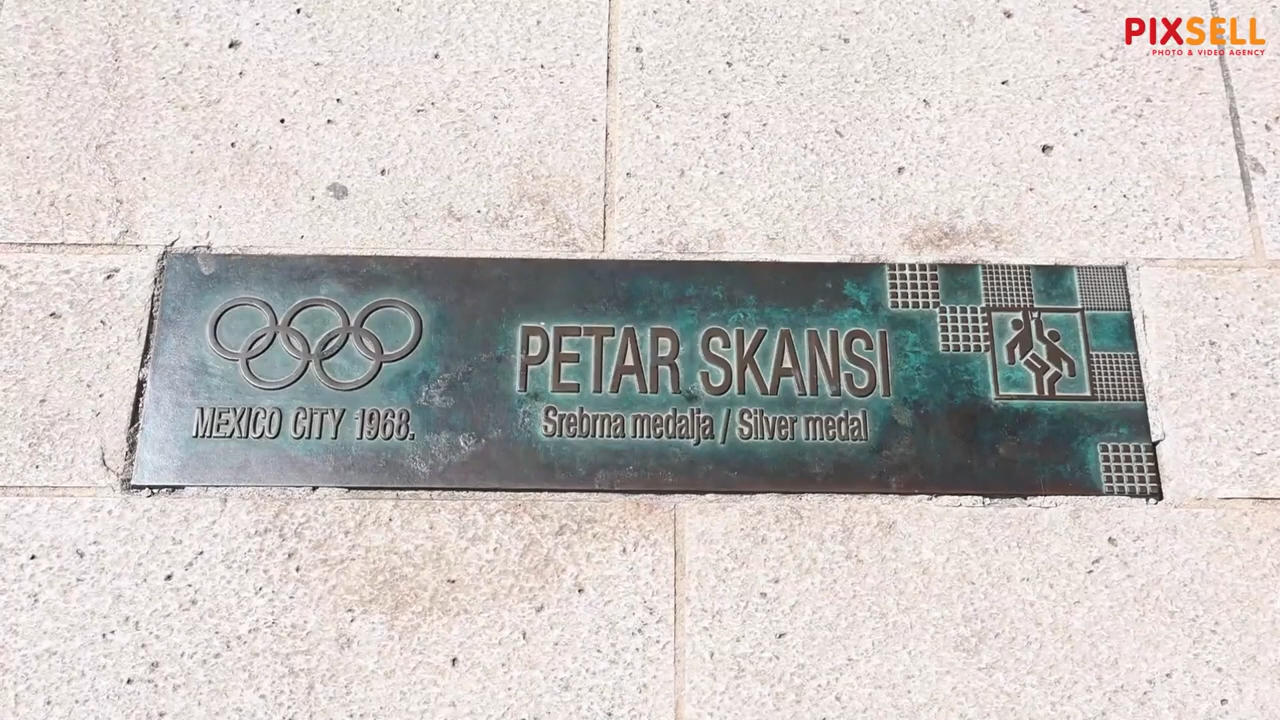 PIXSELL
PHOTO & VIDEO AGENCY
PETAR SKANSI
MEXICO CITY 1968.
Srebrna medalja / Silver medal